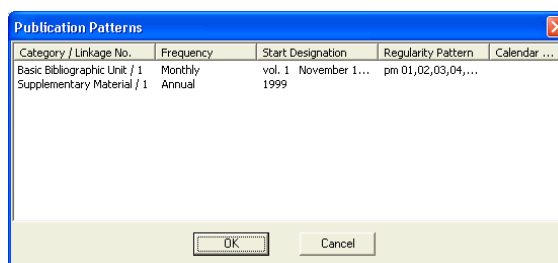 Publication Patterns
Category / Linkage No. Frequency Start Designation Regularity Pattern Calendar ...
Basic Bibliographic Unit / 1 Monthly vol. 1 November 1... pm 01,02,03,04,...
Supplementary Material / 1 Annual 1999
OK Cancel